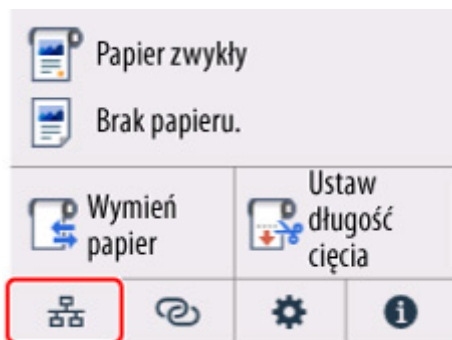 Papier zwykły
Brak papieru.
Wymień
papier
Ustaw
długość
cięcia